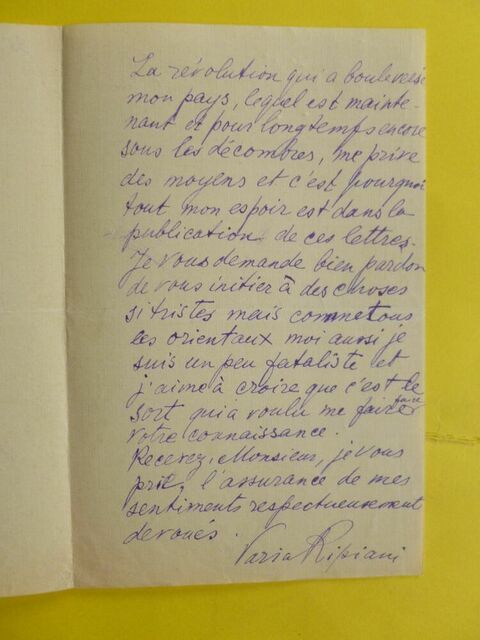 La révolution qui a bouleversé
mon pays, lequel est mainte-
nant et pour longtemps encore
sous les décombres, me prive
des moyens et c'est pourquoi
tout mon espoir est dans la
publication de ces lettres.
Je vous demande bien pardon
de vous initier à des choses
si tristes mais comme tous
les orientaux moi aussi je
suis un peu fataliste et
j'aime à croire que c'est le
sort qui a voulu me faire faire
votre connaissance.
Recevez, Monsieur, je vous
prie, l'assurance de mes
sentiments respectueusement
dévoués.
Varia Ripiani